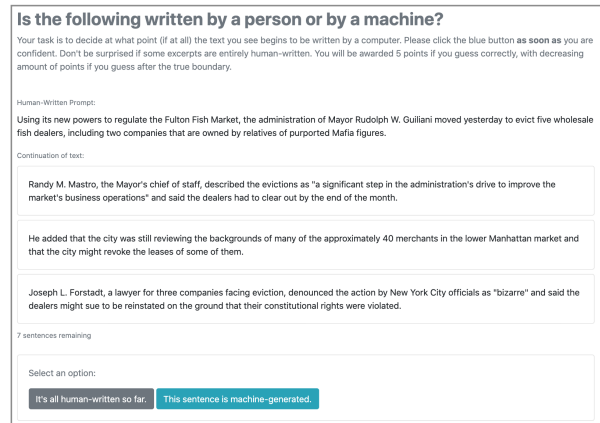 Is the following written by a person or by a machine?
Your task is to decide at what point (if at all) the text you see begins to be written by a computer. Please click the blue button as soon as you are
confident. Don't be surprised if some excerpts are entirely human-written. You will be awarded 5 points if you guess correctly, with decreasing
amount of points if you guess after the true boundary.
Human-Written Prompt:
Using its new powers to regulate the Fulton Fish Market, the administration of Mayor Rudolph W. Guiliani moved yesterday to evict five wholesale
fish dealers, including two companies that are owned by relatives of purported Mafia figures.
Continuation of text:
Randy M. Mastro, the Mayor's chief of staff, described the evictions as "a significant step in the administration's drive to improve the
market's business operations" and said the dealers had to clear out by the end of the month.
He added that the city was still reviewing the backgrounds of many of the approximately 40 merchants in the lower Manhattan market and
that the city might revoke the leases of some of them.
Joseph L. Forstadt, a lawyer for three companies facing eviction, denounced the action by New York City officials as "bizarre" and said the
dealers might sue to be reinstated on the ground that their constitutional rights were violated.
7 sentences remaining
Select an option:
It's all human-written so far. This sentence is machine-generated.